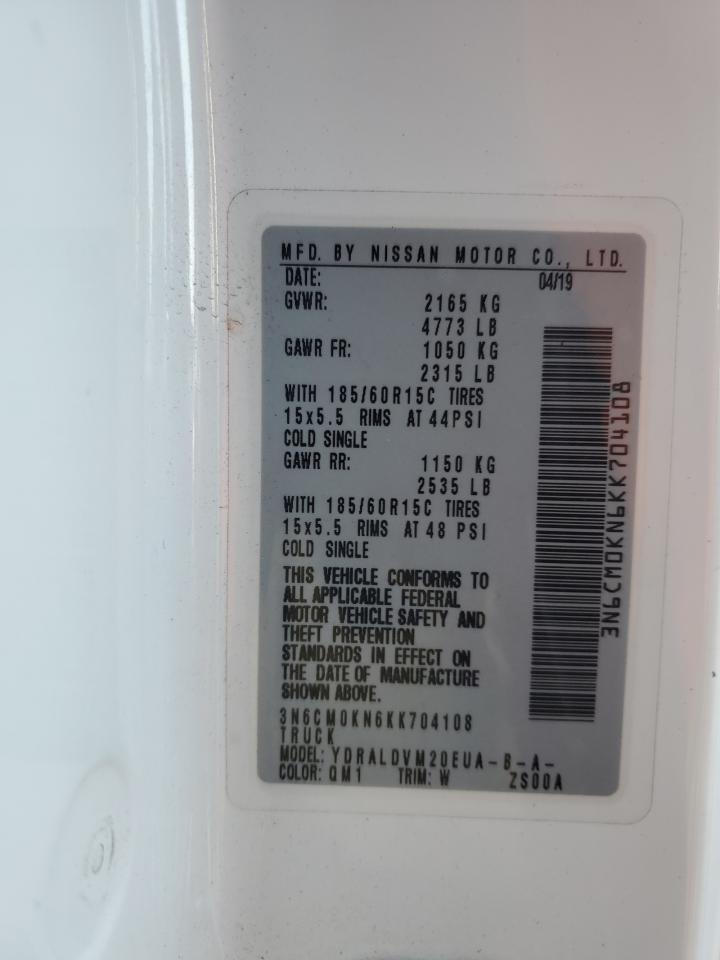 MFD. BY NISSAN MOTOR CO., LTD.
DATE: 04/19
GVWR: 2165 KG
4773 LB
GAWR FR: 1050 KG
2315 LB
WITH 185/60R15C TIRES
15x5.5 RIMS AT 44PSI
COLD SINGLE
GAWR RR: 1150 KG
2535 LB
WITH 185/60R15C TIRES
15x5.5 RIMS AT 48 PSI
COLD SINGLE
THIS VEHICLE CONFORMS TO
ALL APPLICABLE FEDERAL
MOTOR VEHICLE SAFETY AND
THEFT PREVENTION
STANDARDS IN EFFECT ON
THE DATE OF MANUFACTURE
SHOWN ABOVE.
3N6CM0KN6KK704108
TRUCK
MODEL: YDRALDVM20EUA-B-A-
COLOR: QM1 TRIM: W ZS00A
3N6CM0KN6KK704108